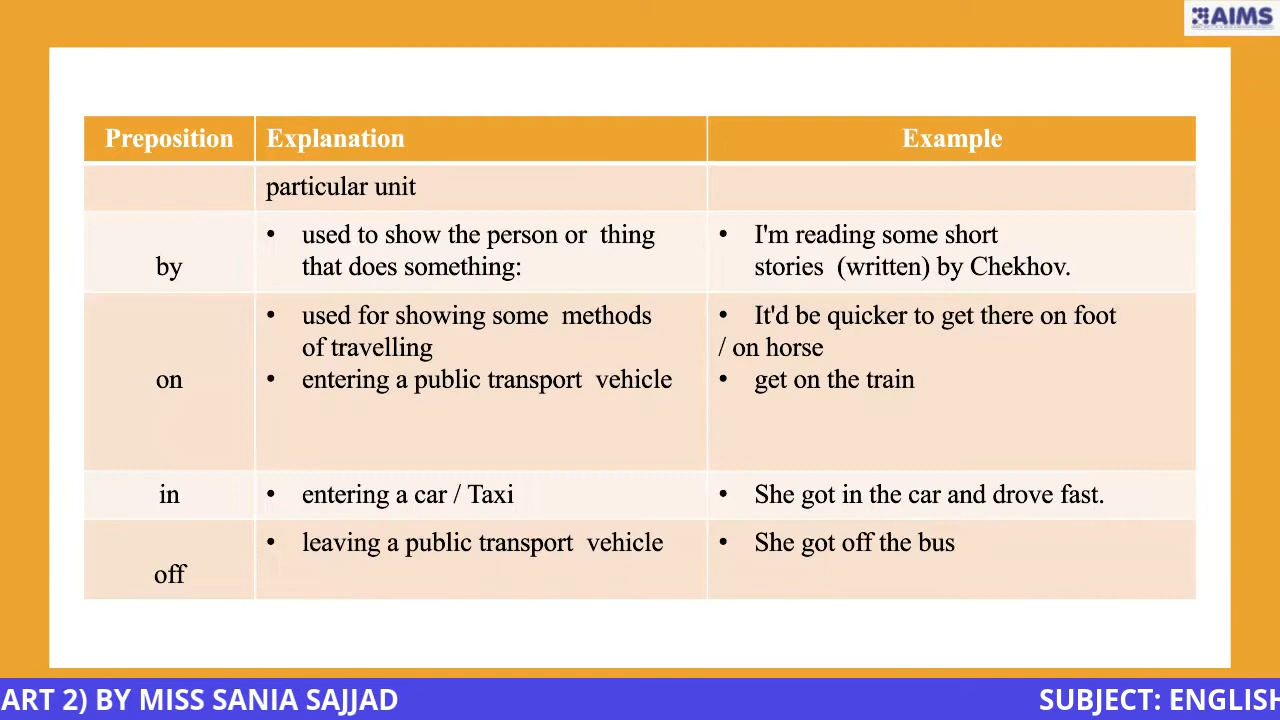 AIMS
Preposition Explanation Example
particular unit
by
• used to show the person or thing
that does something:
• I'm reading some short
stories (written) by Chekhov.
on
• used for showing some methods
of travelling
• entering a public transport vehicle
• It'd be quicker to get there on foot
/ on horse
• get on the train
in
• entering a car / Taxi
• She got in the car and drove fast.
off
• leaving a public transport vehicle
• She got off the bus
ART 2) BY MISS SANIA SAJJAD
SUBJECT: ENGLISH